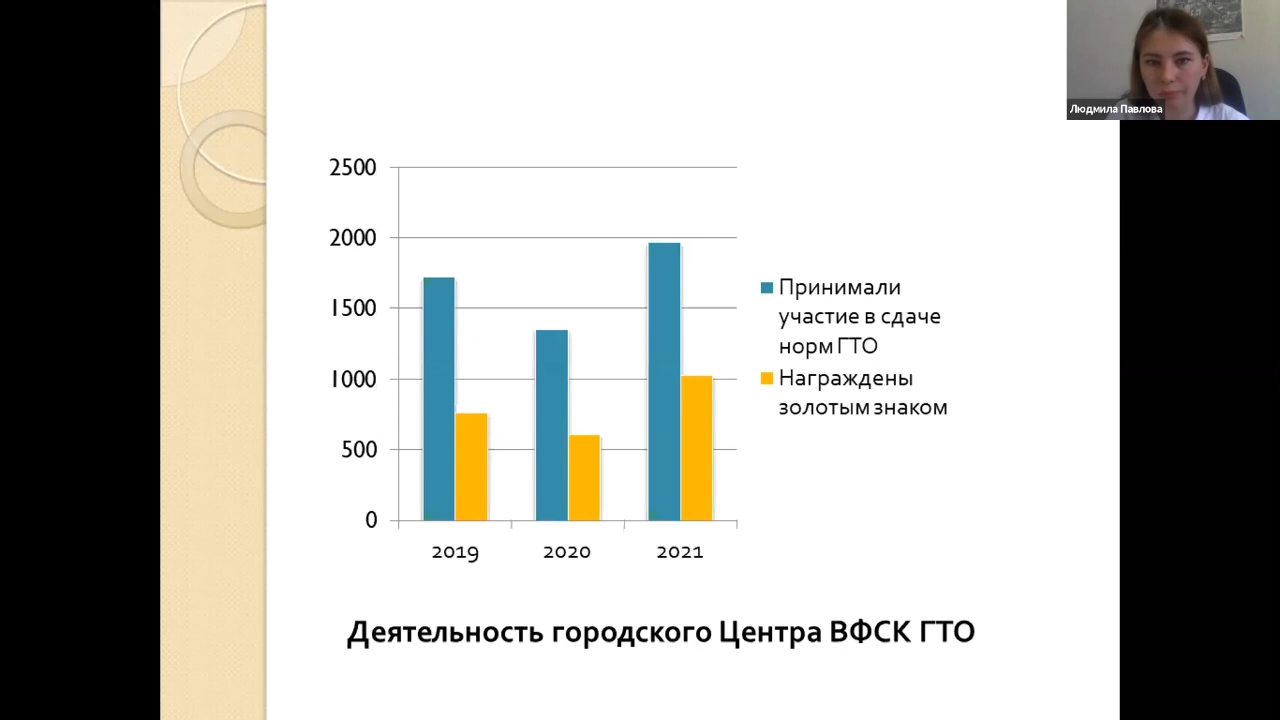 Людмила Павлова
2500
2000
1500
1000
500
0
2019 2020 2021
Принимали
участие в сдаче
норм ГТО
Награждены
золотым знаком
Деятельность городского Центра ВФСК ГТО